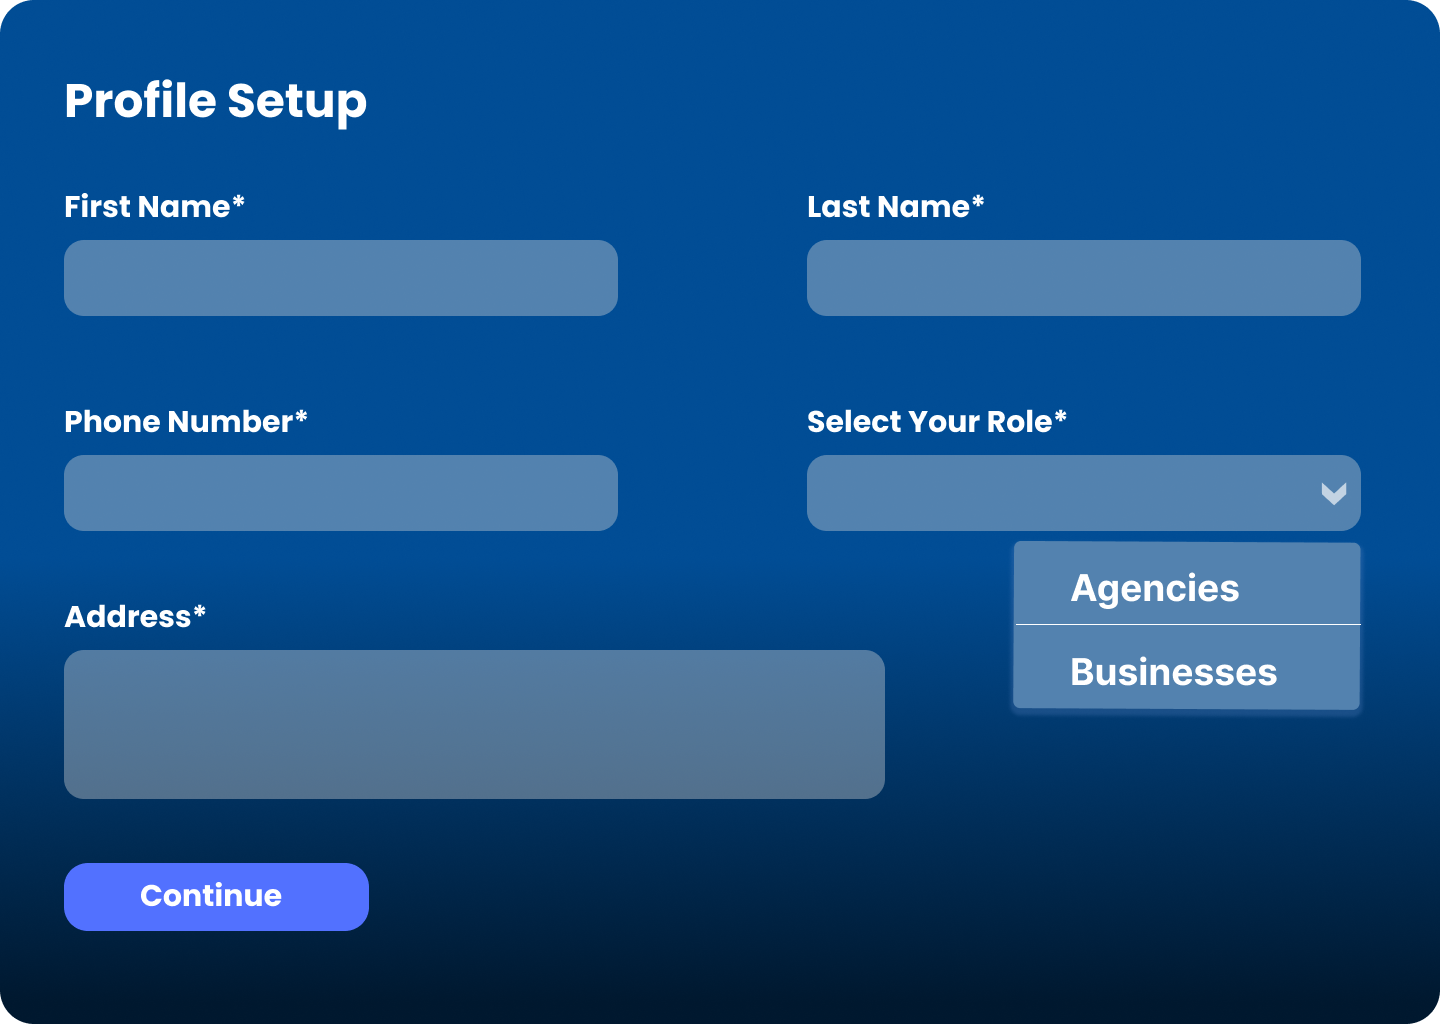 Profile Setup
First Name*
Last Name*
Phone Number*
Select Your Role*
Agencies
Businesses
Address*
Continue